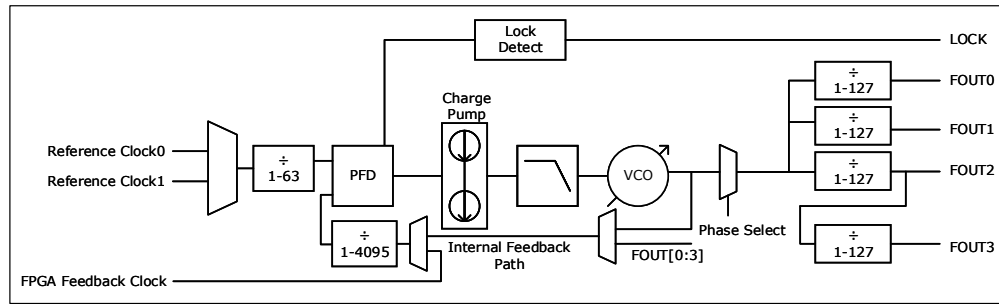 Lock
Detect
LOCK
÷
1-127
FOUT0
Charge
Pump
÷
1-127
FOUT1
Reference Clock0
Reference Clock1
÷
1-63
PFD
VCO
÷
1-127
FOUT2
Phase Select
÷
1-4095
Internal Feedback
Path
FOUT[0:3]
÷
1-127
FOUT3
FPGA Feedback Clock